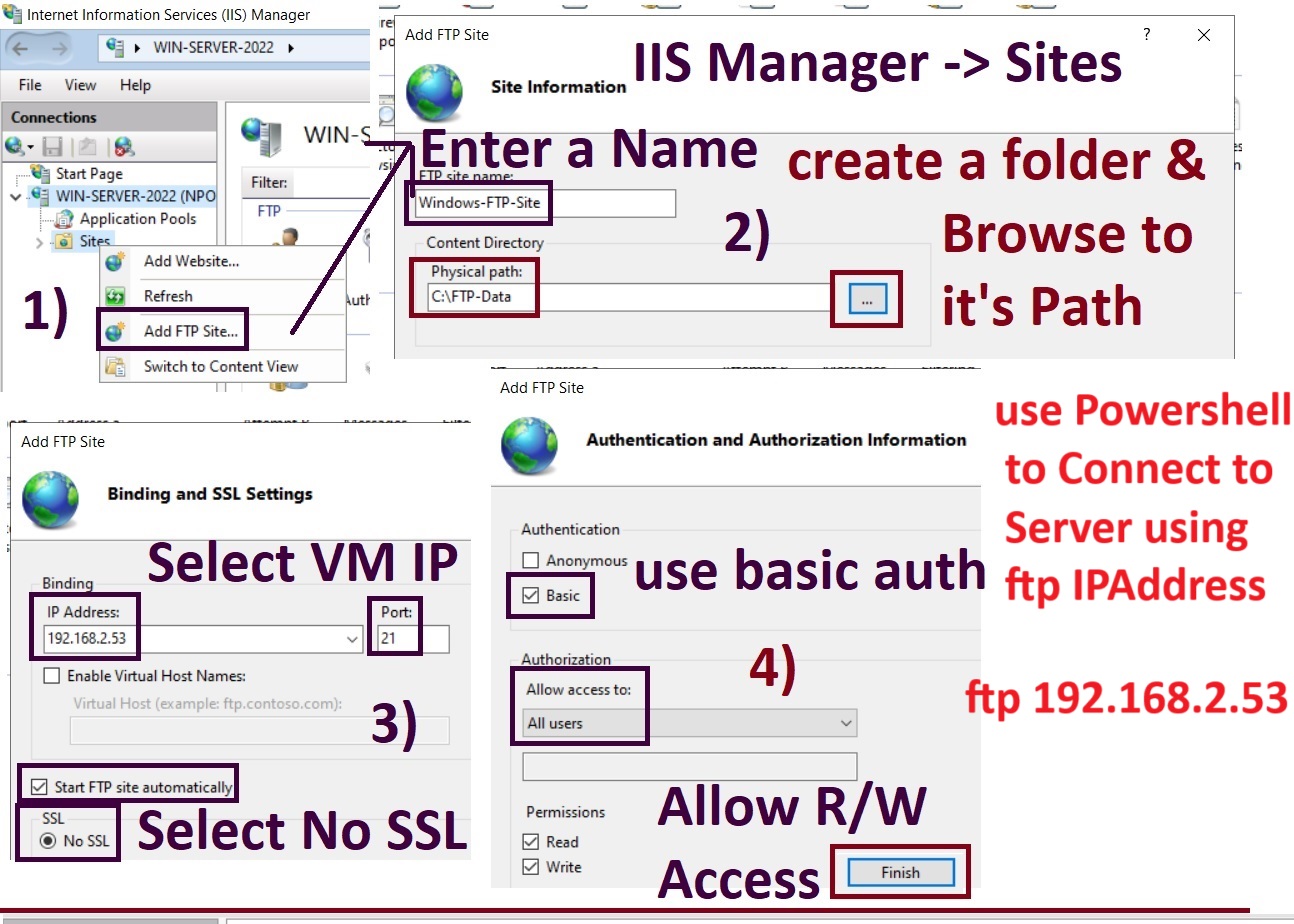 Internet Information Services (IIS) Manager
WIN-SERVER-2022
File View Help
Connections
Start Page
WIN-SERVER-2022 (NPO
Application Pools
Sites
WIN-S
Filter:
FTP
Add Website...
Refresh
Add FTP Site...
Switch to Content View
Auth
1)
Add FTP Site
? 
Site Information
IIS Manager -> Sites
Enter a Name
FTP site name:
Windows-FTP-Site
2)
create a folder &
Browse to
it's Path
Content Directory
Physical path:
C:\FTP-Data
...
Add FTP Site
Binding and SSL Settings
Select VM IP
Binding
IP Address:
Port:
192.168.2.53
21
Enable Virtual Host Names:
Virtual Host (example: ftp.contoso.com):
3)
Start FTP site automatically
SSL
No SSL
Select No SSL
Add FTP Site
Authentication and Authorization Information
Authentication
Anonymous
Basic
use basic auth
Authorization
4)
Allow access to:
All users
Permissions
Read
Write
Allow R/W
Access
Finish
use Powershell
to Connect to
Server using
ftp IPAddress
ftp 192.168.2.53